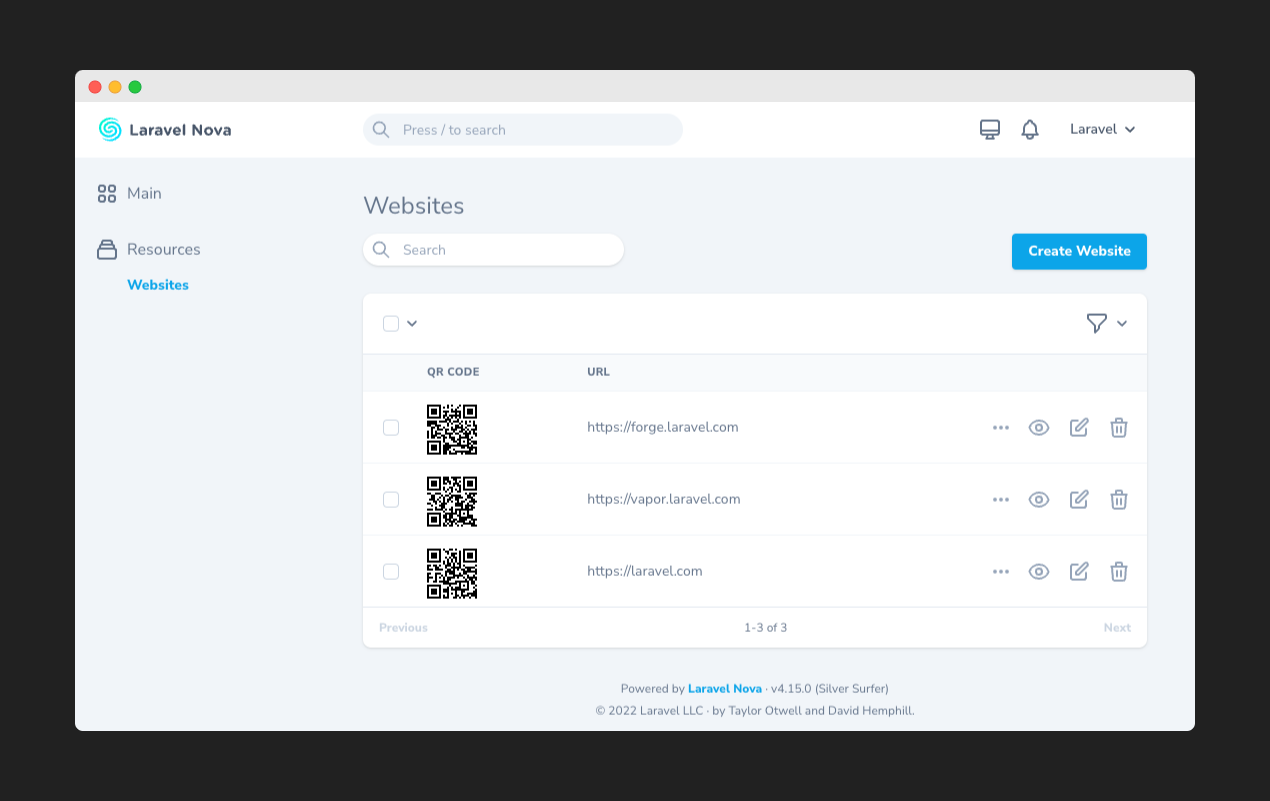 Laravel Nova
Press / to search
Laravel
Main
Websites
Resources
Search
Create Website
Websites
QR CODE URL
https://forge.laravel.com
https://vapor.laravel.com
https://laravel.com
Previous 1-3 of 3 Next
Powered by Laravel Nova · v4.15.0 (Silver Surfer)
© 2022 Laravel LLC · by Taylor Otwell and David Hemphill.